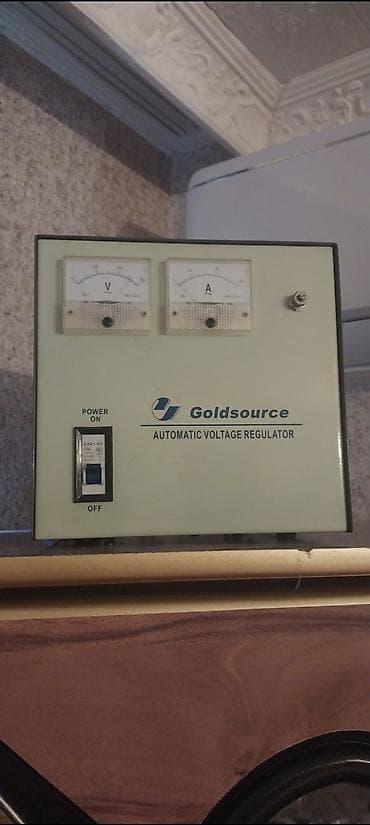 V
A
Goldsource
AUTOMATIC VOLTAGE REGULATOR
POWER
ON
OFF